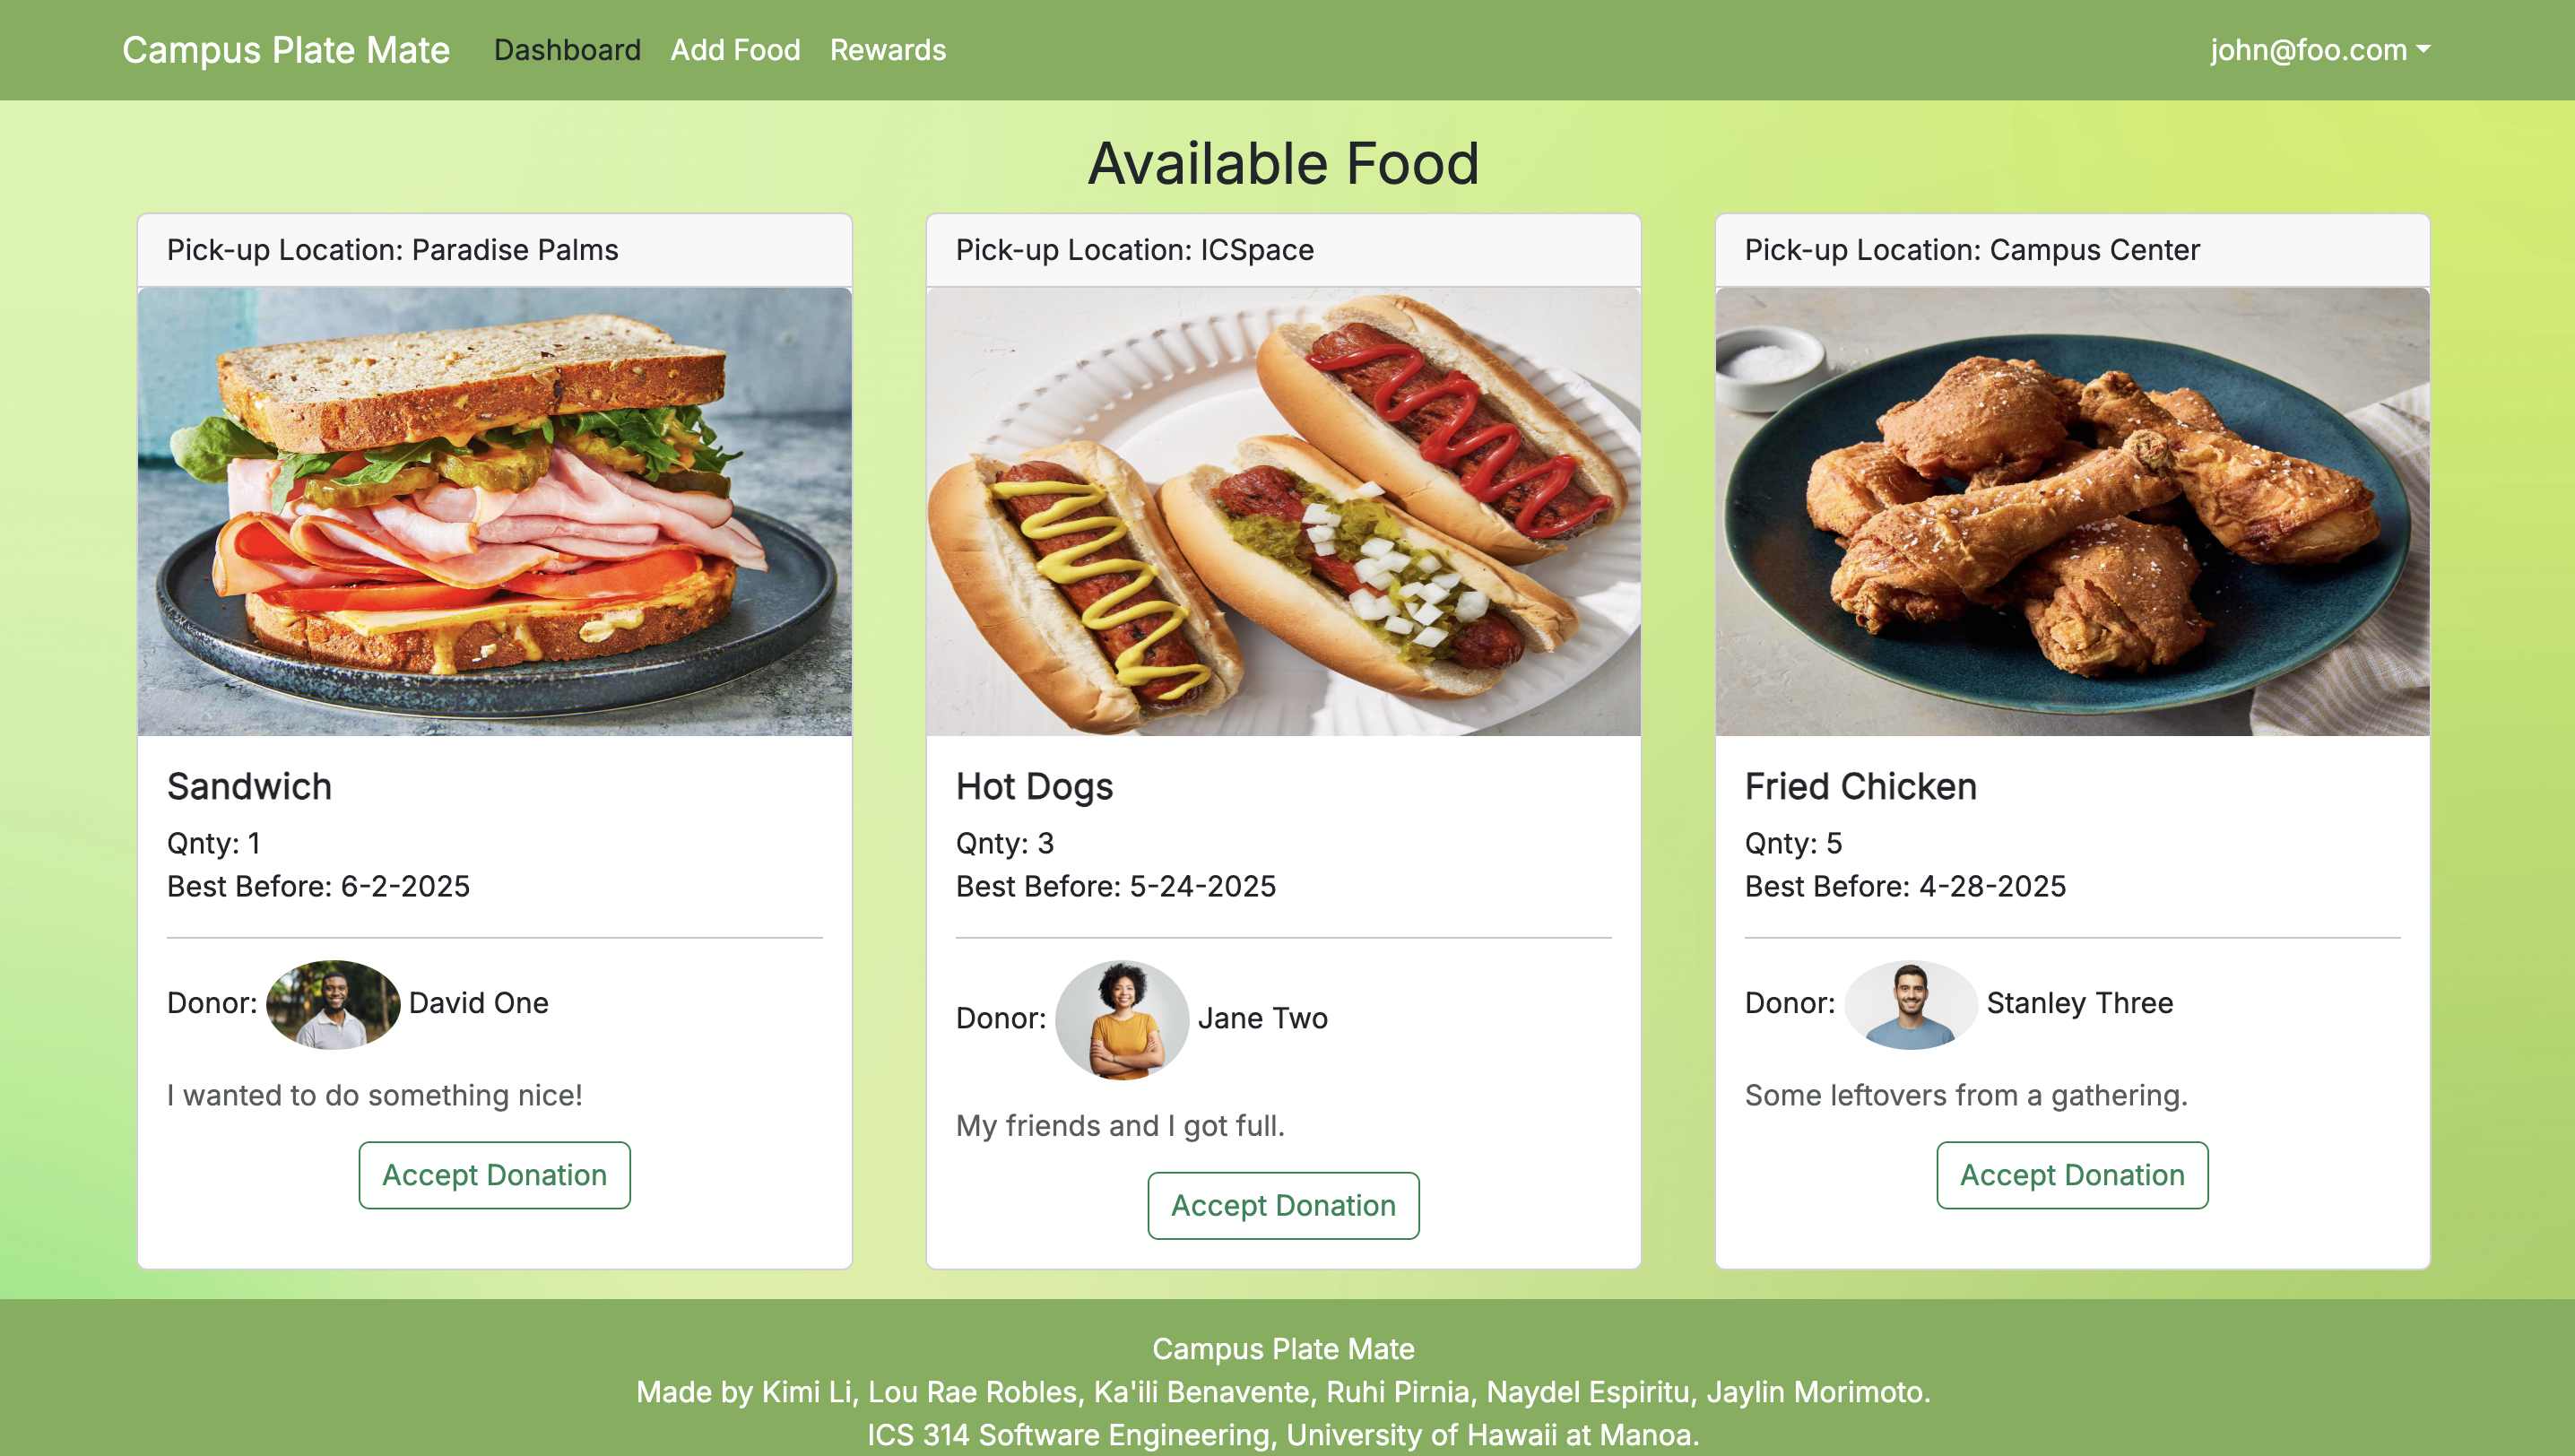 Campus Plate Mate Dashboard Add Food Rewards john@foo.com
Available Food
Pick-up Location: Paradise Palms
Sandwich
Qnty: 1
Best Before: 6-2-2025
Donor: David One
I wanted to do something nice!
Accept Donation
Pick-up Location: ICSpace
Hot Dogs
Qnty: 3
Best Before: 5-24-2025
Donor: Jane Two
My friends and I got full.
Accept Donation
Pick-up Location: Campus Center
Fried Chicken
Qnty: 5
Best Before: 4-28-2025
Donor: Stanley Three
Some leftovers from a gathering.
Accept Donation
Campus Plate Mate
Made by Kimi Li, Lou Rae Robles, Ka'ili Benavente, Ruhi Pirnia, Naydel Espiritu, Jaylin Morimoto.
ICS 314 Software Engineering, University of Hawaii at Manoa.